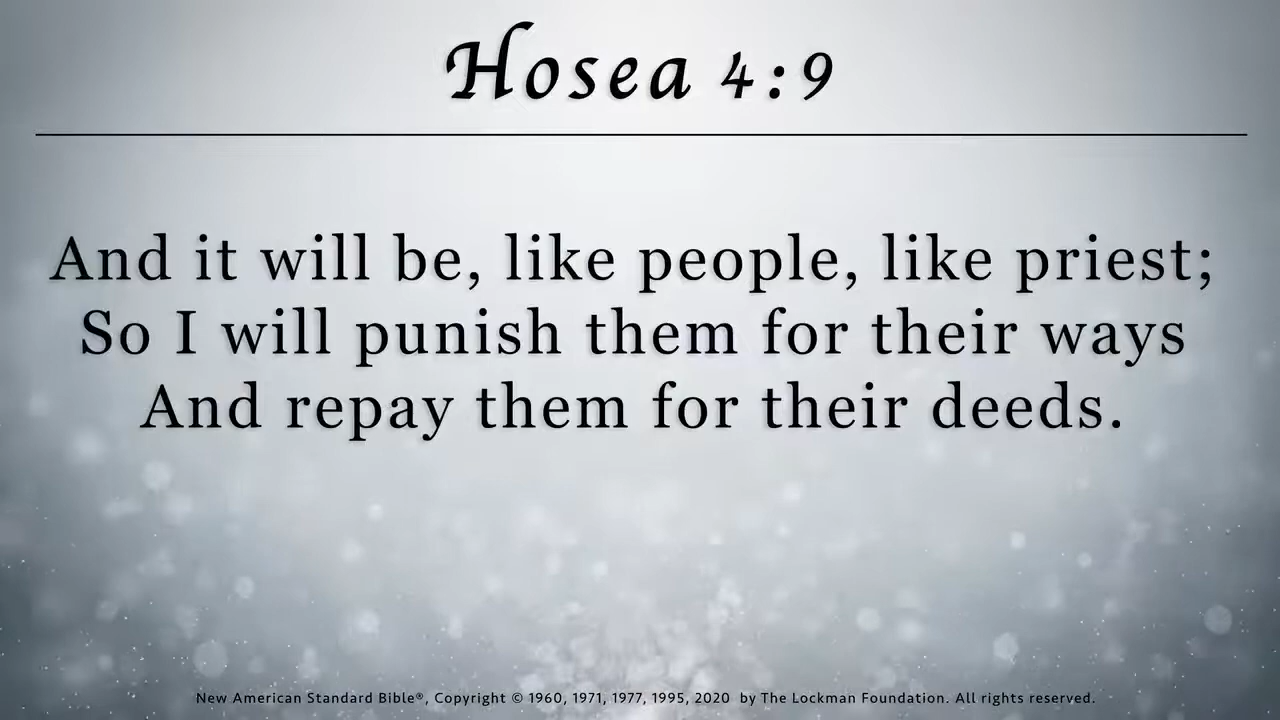 Hosea 4:9
And it will be, like people, like priest;
So I will punish them for their ways
And repay them for their deeds.
New American Standard Bible®, Copyright © 1960, 1971, 1977, 1995, 2020 by The Lockman Foundation. All rights reserved.